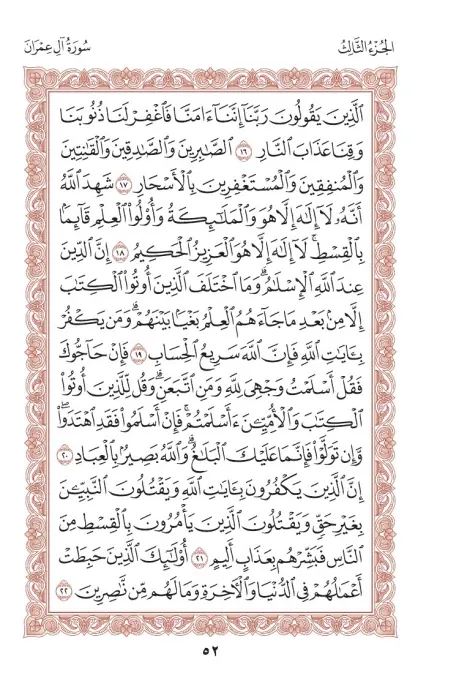 الجُزْءُ الثَّالِثُ سُورَةُ آلِ عِمْرَانَ
ٱلَّذِينَ يَقُولُونَ رَبَّنَآ إِنَّنَآ ءَامَنَّا فَٱغْفِرْ لَنَا ذُنُوبَنَا
وَقِنَا عَذَابَ ٱلنَّارِ ١٦ ٱلصَّٰبِرِينَ وَٱلصَّٰدِقِينَ وَٱلْقَٰنِتِينَ
وَٱلْمُنفِقِينَ وَٱلْمُسْتَغْفِرِينَ بِٱلْأَسْحَارِ ١٧ شَهِدَ ٱللَّهُ
أَنَّهُۥ لَآ إِلَٰهَ إِلَّا هُوَ وَٱلْمَلَٰٓئِكَةُ وَأُو۟لُوا۟ ٱلْعِلْمِ قَآئِمًۢا
بِٱلْقِسْطِۚ لَآ إِلَٰهَ إِلَّا هُوَ ٱلْعَزِيزُ ٱلْحَكِيمُ ١٨ إِنَّ ٱلدِّينَ
عِندَ ٱللَّهِ ٱلْإِسْلَٰمُۗ وَمَا ٱخْتَلَفَ ٱلَّذِينَ أُوتُوا۟ ٱلْكِتَٰبَ
إِلَّا مِنۢ بَعْدِ مَا جَآءَهُمُ ٱلْعِلْمُ بَغْيًۢا بَيْنَهُمْۗ وَمَن يَكْفُرْ
بِـَٔايَٰتِ ٱللَّهِ فَإِنَّ ٱللَّهَ سَرِيعُ ٱلْحِسَابِ ١٩ فَإِنْ حَآجُّوكَ
فَقُلْ أَسْلَمْتُ وَجْهِىَ لِلَّهِ وَمَنِ ٱتَّبَعَنِۗ وَقُل لِّلَّذِينَ أُوتُوا۟
ٱلْكِتَٰبَ وَٱلْأُمِّيِّـۧنَ ءَأَسْلَمْتُمْۚ فَإِنْ أَسْلَمُوا۟ فَقَدِ ٱهْتَدَوا۟ۖ
وَّإِن تَوَلَّوْا۟ فَإِنَّمَا عَلَيْكَ ٱلْبَلَٰغُۗ وَٱللَّهُ بَصِيرٌۢ بِٱلْعِبَادِ ٢٠
إِنَّ ٱلَّذِينَ يَكْفُرُونَ بِـَٔايَٰتِ ٱللَّهِ وَيَقْتُلُونَ ٱلنَّبِيِّـۧنَ
بِغَيْرِ حَقٍّ وَيَقْتُلُونَ ٱلَّذِينَ يَأْمُرُونَ بِٱلْقِسْطِ مِنَ
ٱلنَّاسِ فَبَشِّرْهُم بِعَذَابٍ أَلِيمٍ ٢١ أُو۟لَٰٓئِكَ ٱلَّذِينَ حَبِطَتْ
أَعْمَٰلُهُمْ فِى ٱلدُّنْيَا وَٱلْأٓخِرَةِ وَمَا لَهُم مِّن نَّٰصِرِينَ ٢٢
٥٢